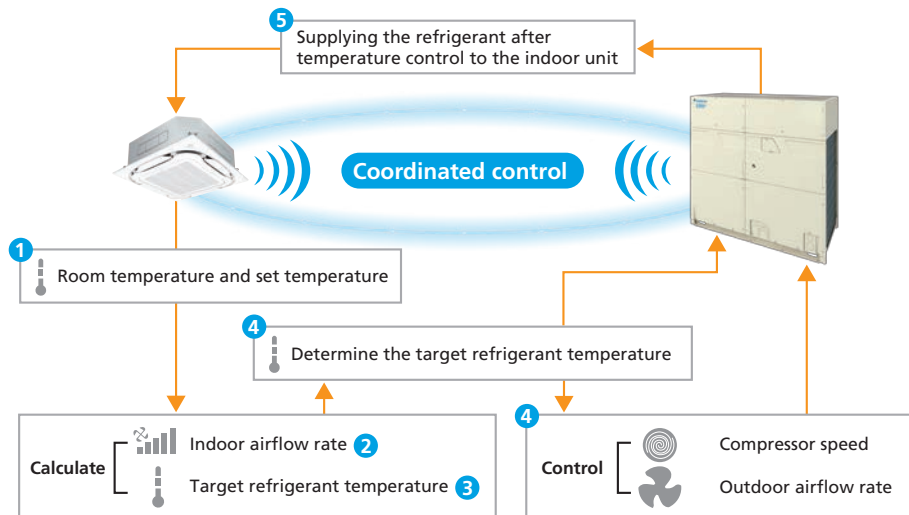 5
Supplying the refrigerant after
temperature control to the indoor unit
Coordinated control
1
Room temperature and set temperature
4
Determine the target refrigerant temperature
Calculate
Indoor airflow rate 2
Target refrigerant temperature 3
4
Control
Compressor speed
Outdoor airflow rate